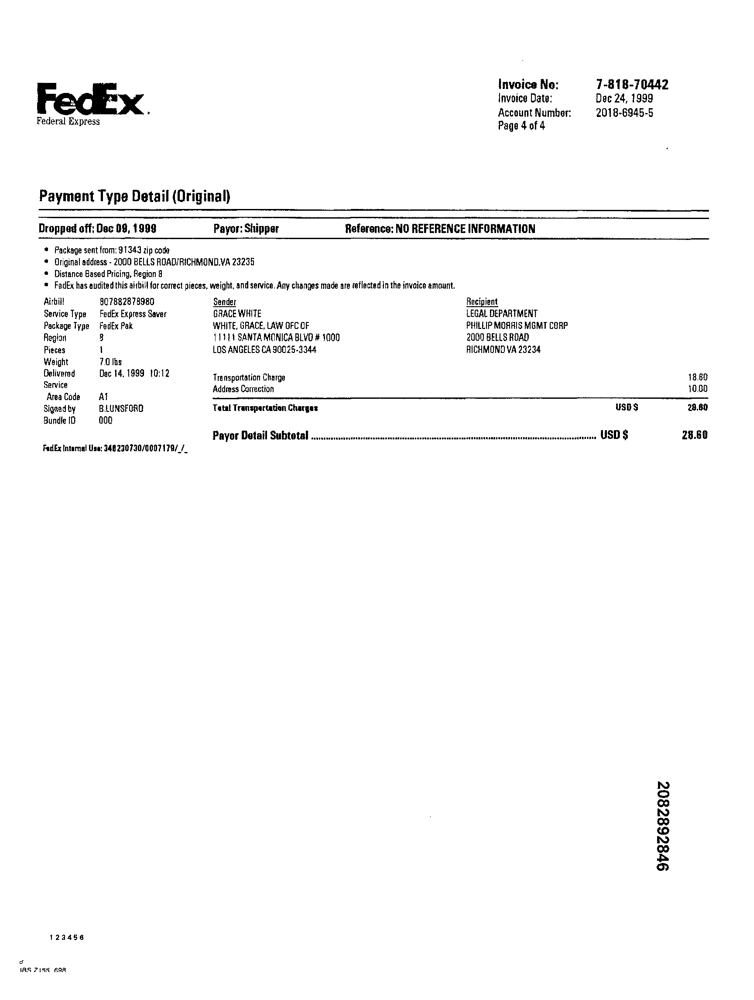 FedEx.
Federal Express
Invoice No: 7-818-70442
Invoice Date: Dec 24, 1999
Account Number: 2018-6945-5
Page 4 of 4
Payment Type Detail (Original)
Dropped off: Dec 09, 1999 Payor: Shipper Reference: NO REFERENCE INFORMATION
• Package sent from: 91343 zip code
• Original address - 2000 BELLS ROAD/RICHMOND,VA 23235
• Distance Based Pricing, Region 8
• FedEx has audited this airbill for correct pieces, weight, and service. Any changes made are reflected in the invoice amount.
Airbill 807882878980 Sender Recipient
Service Type FedEx Express Saver GRACE WHITE LEGAL DEPARTMENT
Package Type FedEx Pak WHITE, GRACE, LAW OFC OF PHILLIP MORRIS MGMT CORP
Region 8 11111 SANTA MONICA BLVD # 1000 2000 BELLS ROAD
Pieces 1 LOS ANGELES CA 90025-3344 RICHMOND VA 23234
Weight 7.0 lbs
Delivered Dec 14, 1999 10:12 Transportation Charge 18.60
Service Address Correction 10.00
Area Code A1
Signed by B.LUNSFORD Total Transportation Charges USD $ 28.60
Bundle ID 000
Payor Detail Subtotal USD $ 28.60
FedEx Internal Use: 348230730/0007179/_/_
2082892846
1 2 3 4 5 6